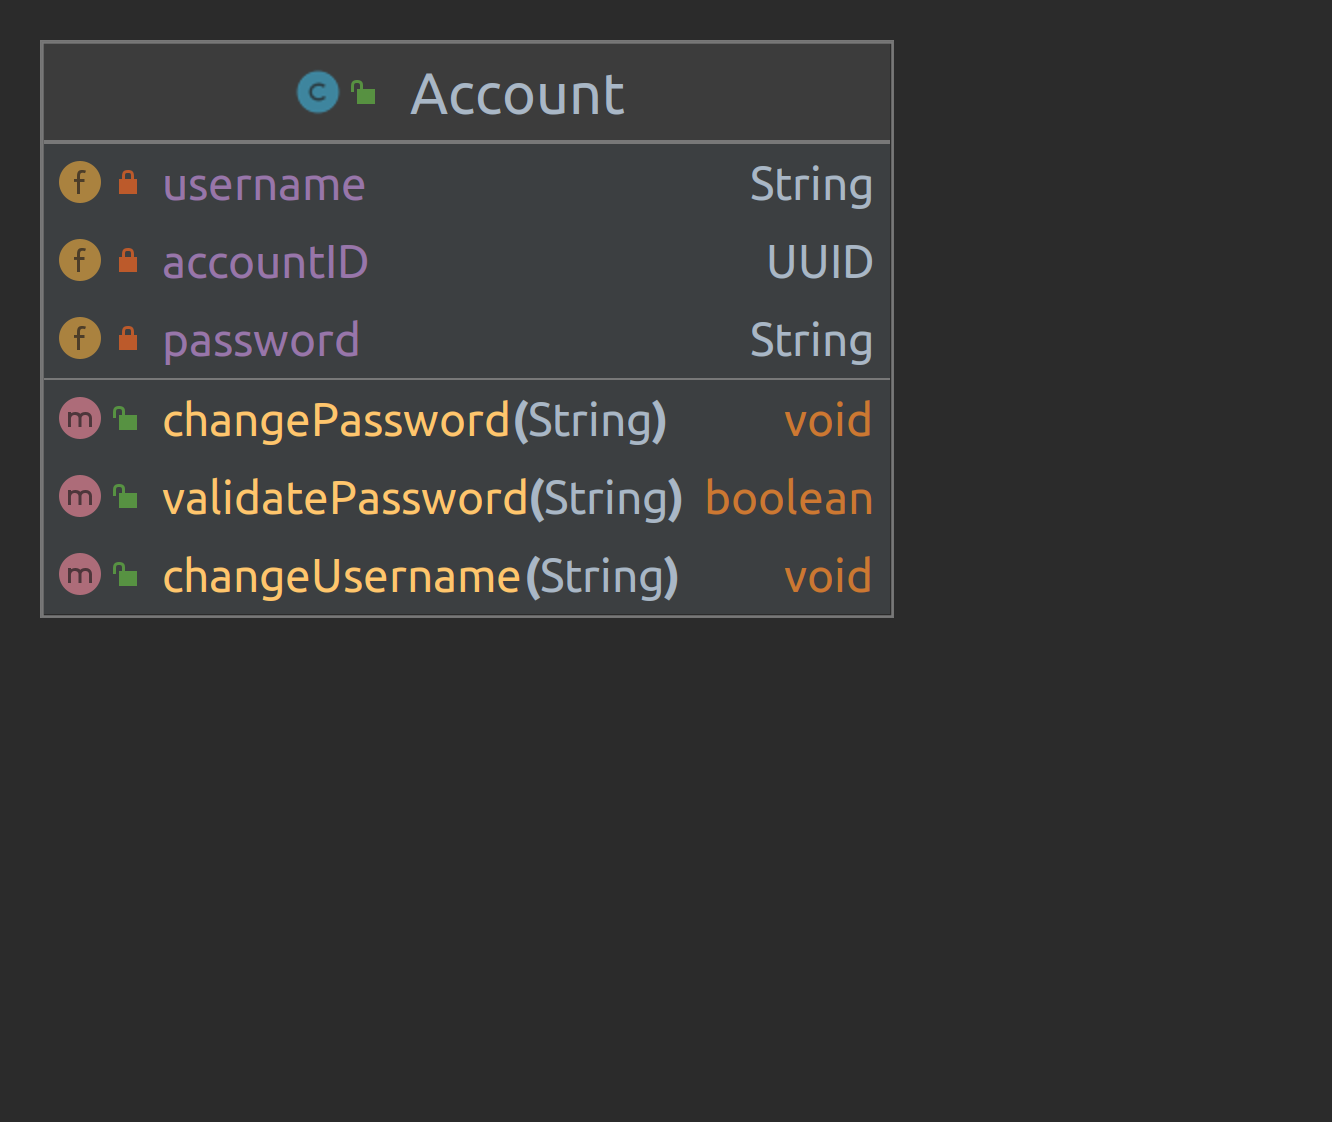 C Account
f username String
f accountID UUID
f password String
m changePassword(String) void
m validatePassword(String) boolean
m changeUsername(String) void